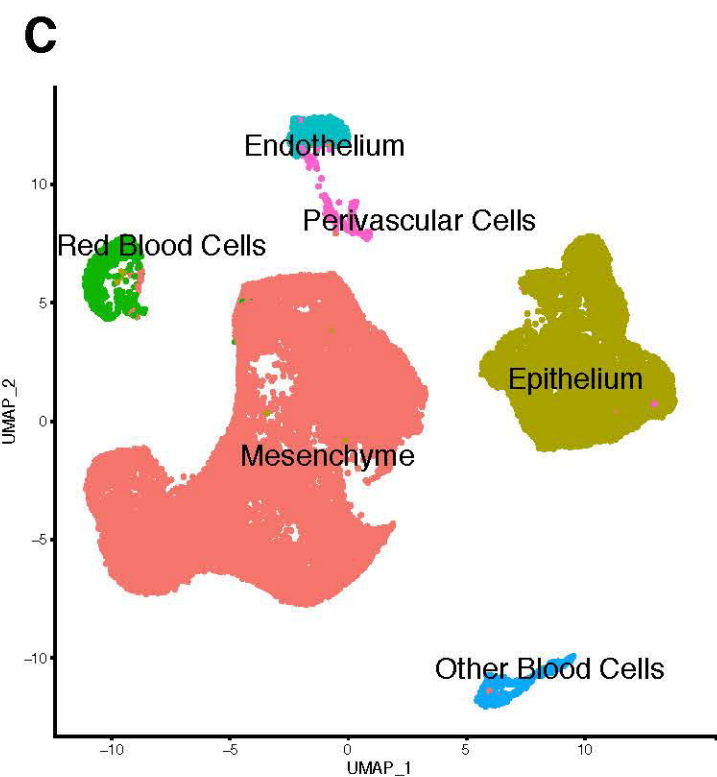 C
Endothelium
10
Perivascular Cells
Red Blood Cells
5
Epithelium
UMAP_2
0
Mesenchyme
−5
−10
Other Blood Cells
−10 −5 0 5 10
UMAP_1